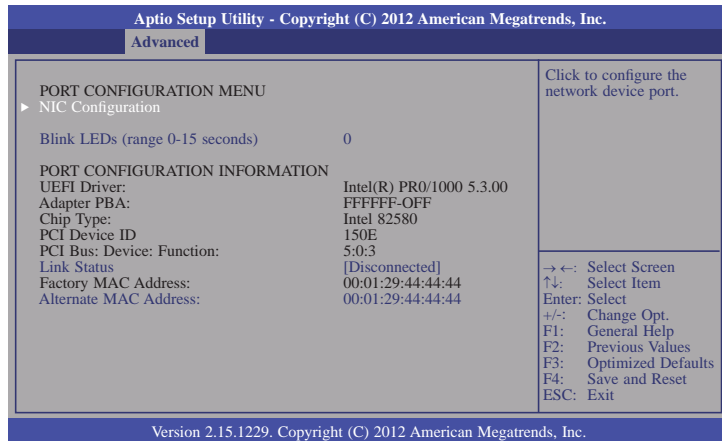 Aptio Setup Utility - Copyright (C) 2012 American Megatrends, Inc.
Advanced
PORT CONFIGURATION MENU
► NIC Configuration
Blink LEDs (range 0-15 seconds) 0
PORT CONFIGURATION INFORMATION
UEFI Driver: Intel(R) PR0/1000 5.3.00
Adapter PBA: FFFFFF-OFF
Chip Type: Intel 82580
PCI Device ID 150E
PCI Bus: Device: Function: 5:0:3
Link Status [Disconnected]
Factory MAC Address: 00:01:29:44:44:44
Alternate MAC Address: 00:01:29:44:44:44
Click to configure the
network device port.
→←: Select Screen
↑↓: Select Item
Enter: Select
+/-: Change Opt.
F1: General Help
F2: Previous Values
F3: Optimized Defaults
F4: Save and Reset
ESC: Exit
Version 2.15.1229. Copyright (C) 2012 American Megatrends, Inc.